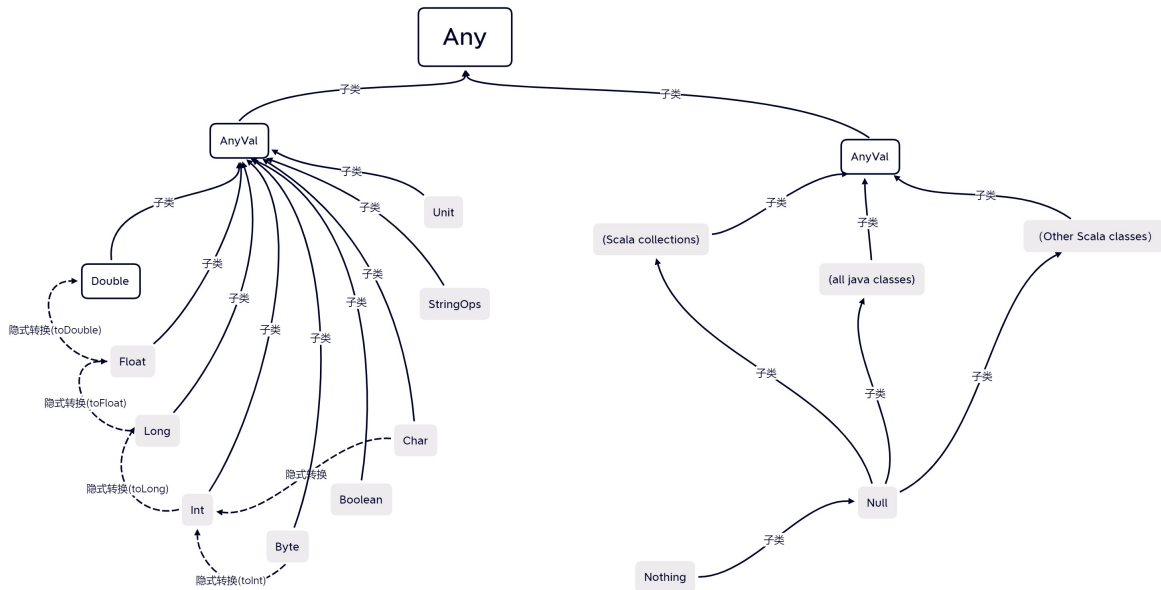 Any
子类
子类
AnyVal
AnyVal
子类
子类
子类
子类
Unit
子类
子类
(Scala collections)
(Other Scala classes)
子类
子类
Double
(all java classes)
子类
子类
StringOps
隐式转换(toDouble)
子类
子类
Float
子类
子类
子类
隐式转换(toFloat)
Long
Char
隐式转换
隐式转换(toLong)
Boolean
Null
Int
子类
Byte
隐式转换(toInt)
Nothing